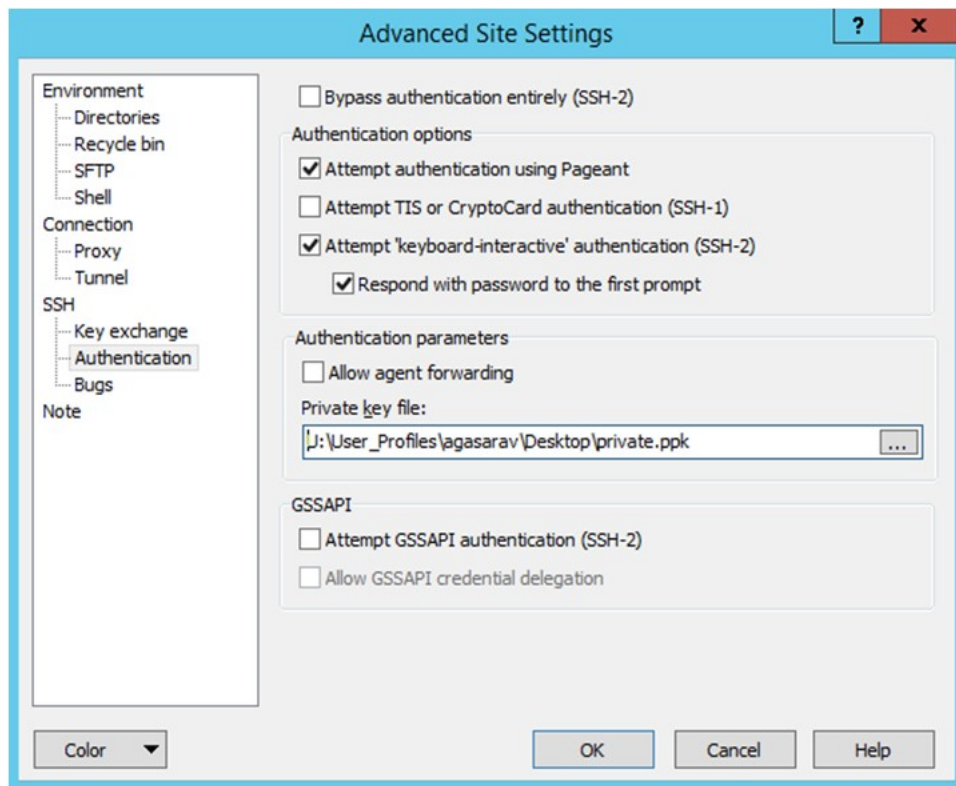 Advanced Site Settings
?
x
Environment
Directories
Recycle bin
SFTP
Shell
Connection
Proxy
Tunnel
SSH
Key exchange
Authentication
Bugs
Note
Bypass authentication entirely (SSH-2)
Authentication options
Attempt authentication using Pageant
Attempt TIS or CryptoCard authentication (SSH-1)
Attempt 'keyboard-interactive' authentication (SSH-2)
Respond with password to the first prompt
Authentication parameters
Allow agent forwarding
Private key file:
J:\User_Profiles\agasarav\Desktop\private.ppk
...
GSSAPI
Attempt GSSAPI authentication (SSH-2)
Allow GSSAPI credential delegation
Color
OK
Cancel
Help